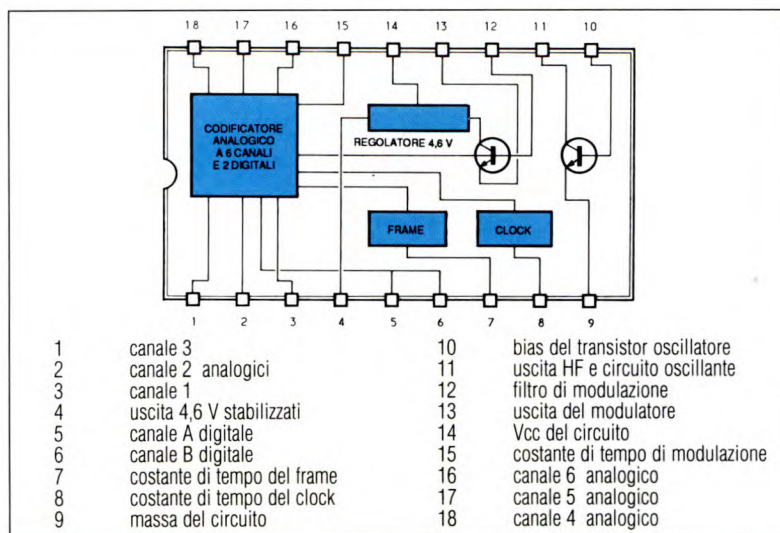 18 17 16 15 14 13 12 11 10
CODIFICATORE
ANALOGICO
A 6 CANALI
E 2 DIGITALI
REGOLATORE 4,6 V
FRAME
CLOCK
1 2 3 4 5 6 7 8 9
1 canale 3
2 canale 2 analogici
3 canale 1
4 uscita 4,6 V stabilizzati
5 canale A digitale
6 canale B digitale
7 costante di tempo del frame
8 costante di tempo del clock
9 massa del circuito
10 bias del transistor oscillatore
11 uscita HF e circuito oscillante
12 filtro di modulazione
13 uscita del modulatore
14 Vcc del circuito
15 costante di tempo di modulazione
16 canale 6 analogico
17 canale 5 analogico
18 canale 4 analogico